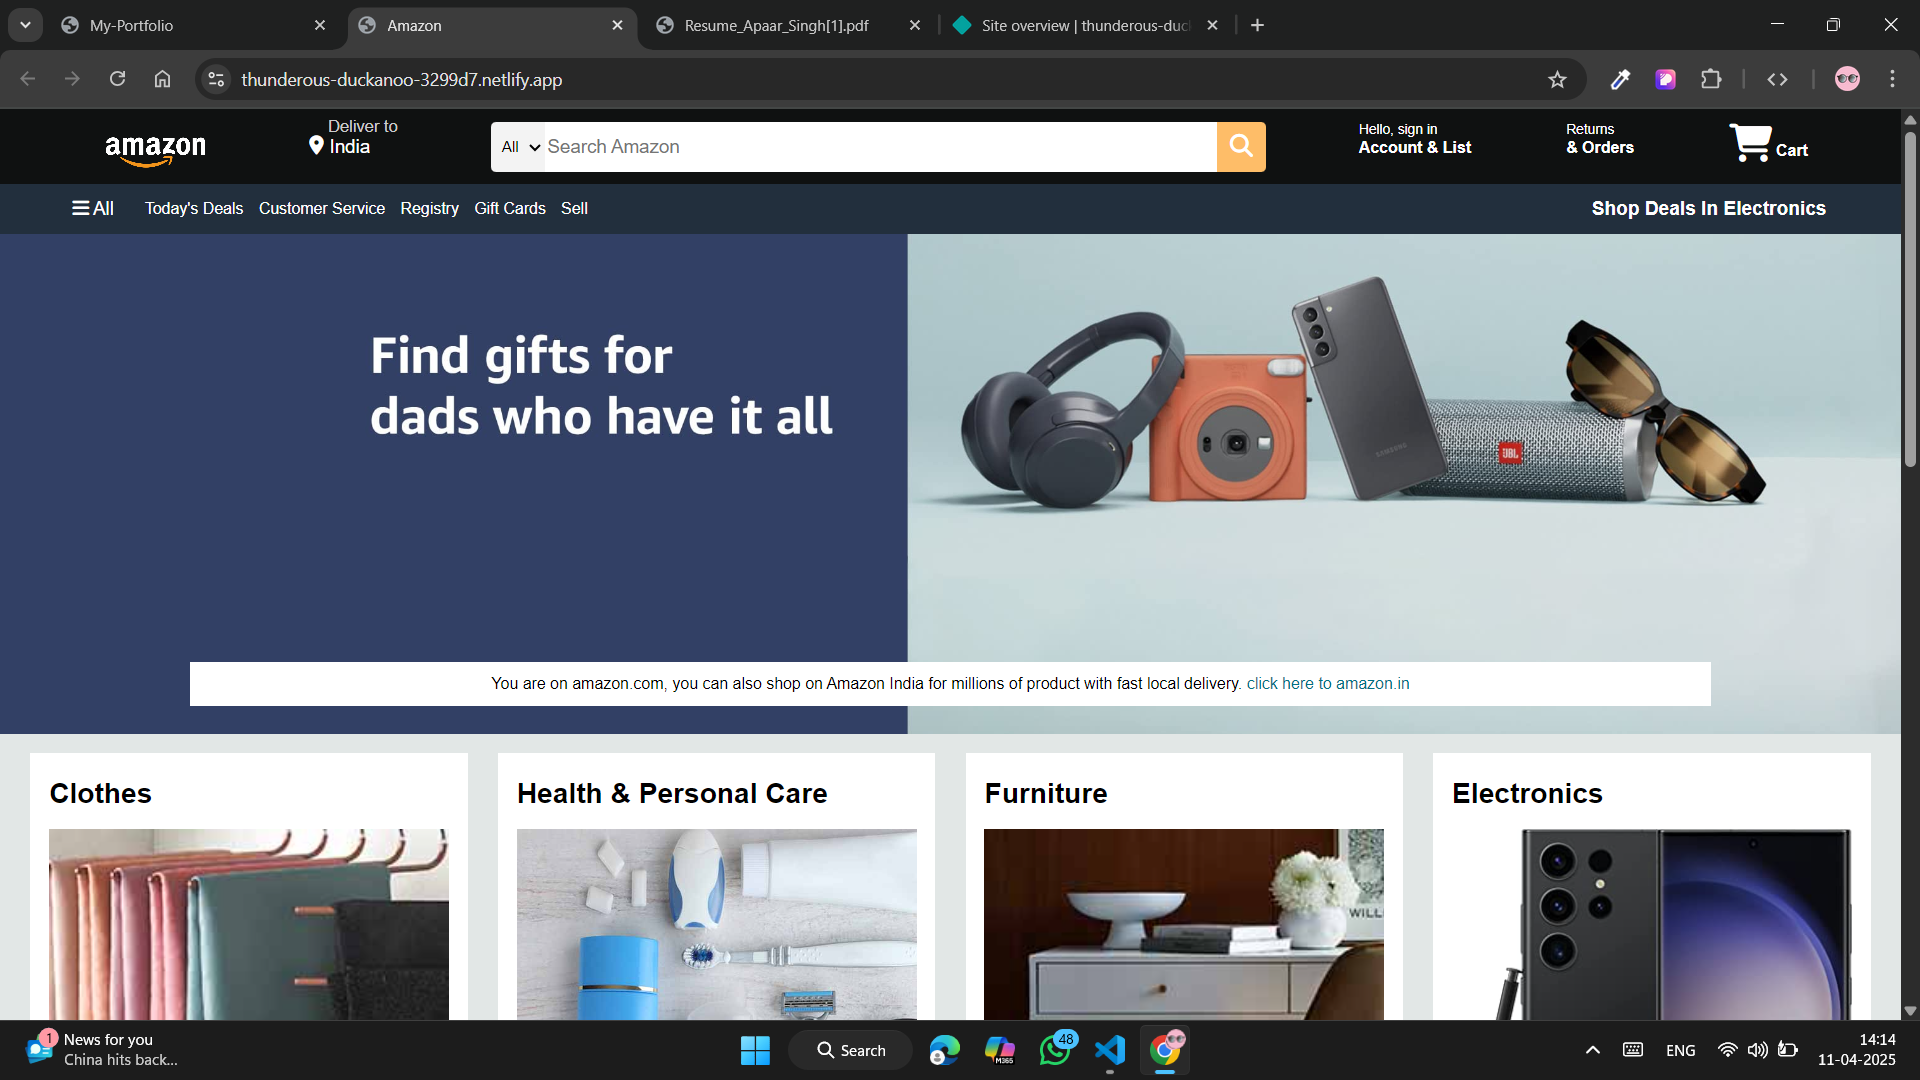 My-Portfolio
Amazon
Resume_Apaar_Singh[1].pdf
Site overview | thunderous-duc
thunderous-duckanoo-3299d7.netlify.app
amazon
Deliver to
India
All
Search Amazon
Hello, sign in
Account & List
Returns
& Orders
Cart
All
Today's Deals
Customer Service
Registry
Gift Cards
Sell
Shop Deals In Electronics
Find gifts for
dads who have it all
SAMSUNG
JBL
You are on amazon.com, you can also shop on Amazon India for millions of product with fast local delivery. click here to amazon.in
Clothes
Health & Personal Care
Furniture
Electronics
WILL
1
News for you
China hits back...
Search
M365
48
ENG
14:14
11-04-2025